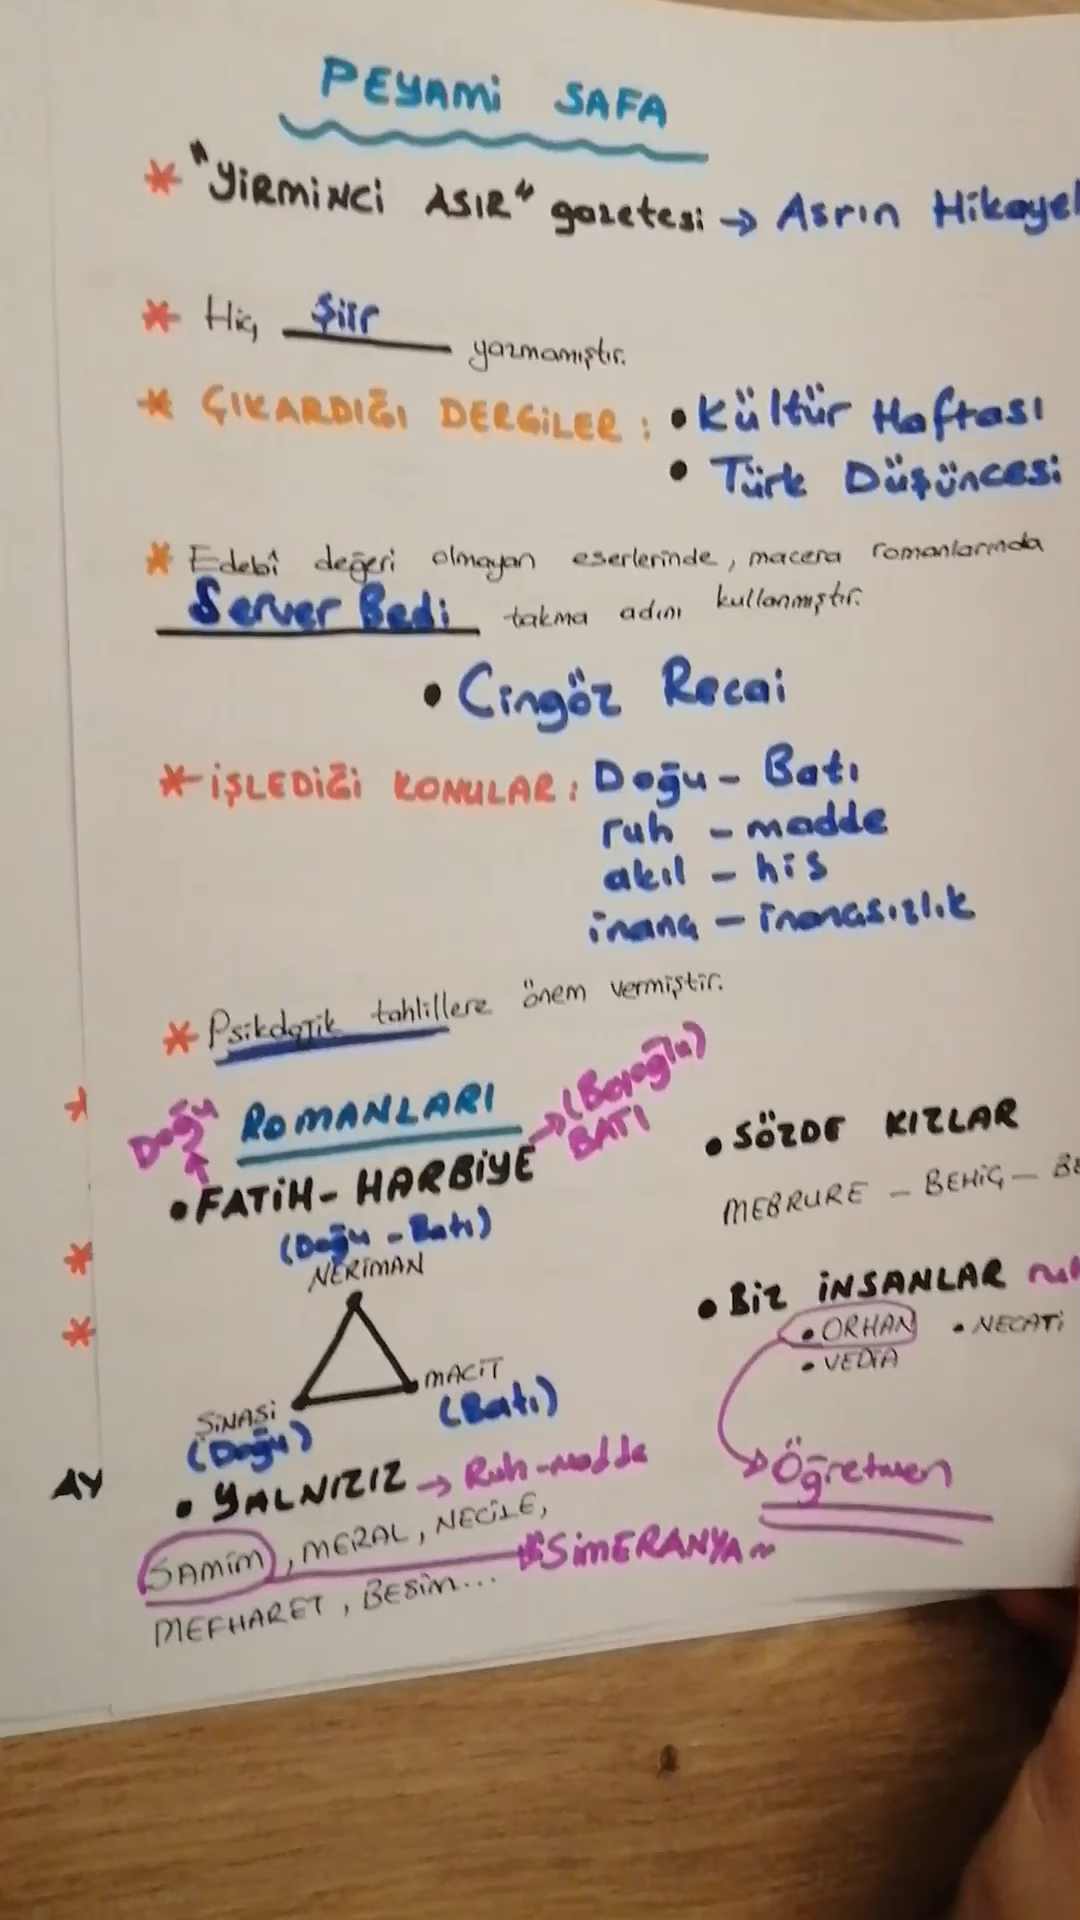 PEYAMİ SAFA
* "YİRMİNCİ ASIR" gazetesi → Asrın Hikayel
* Hiç Şiir yazmamıştır.
* ÇIKARDIĞI DERGİLER : • Kültür Haftası
• Türk Düşüncesi
* Edebî değeri olmayan eserlerinde, macera romanlarında
Server Bedi takma adını kullanmıştır.
• Cingöz Recai
* İŞLEDİĞİ KONULAR : Doğu - Batı
ruh - madde
akıl - his
inanç - inançsızlık
* Psikolojik tahlillere önem vermiştir.
Doğu ROMANLARI → (Beyoğlu)
BATI
• FATİH - HARBİYE
(Doğu - Batı)
NERİMAN
MACİT
(Batı)
ŞİNASİ
(Doğu)
• YALNIZIZ → Ruh-madde
SAMİM, MERAL, NECİLE,
SİMERANYA
MEFHARET, BESİM...
• SÖZDE KIZLAR
MEBRURE - BEHİÇ - BE
• BİZ İNSANLAR
• ORHAN • NECATİ
• VEDİA
Öğretmen
AY